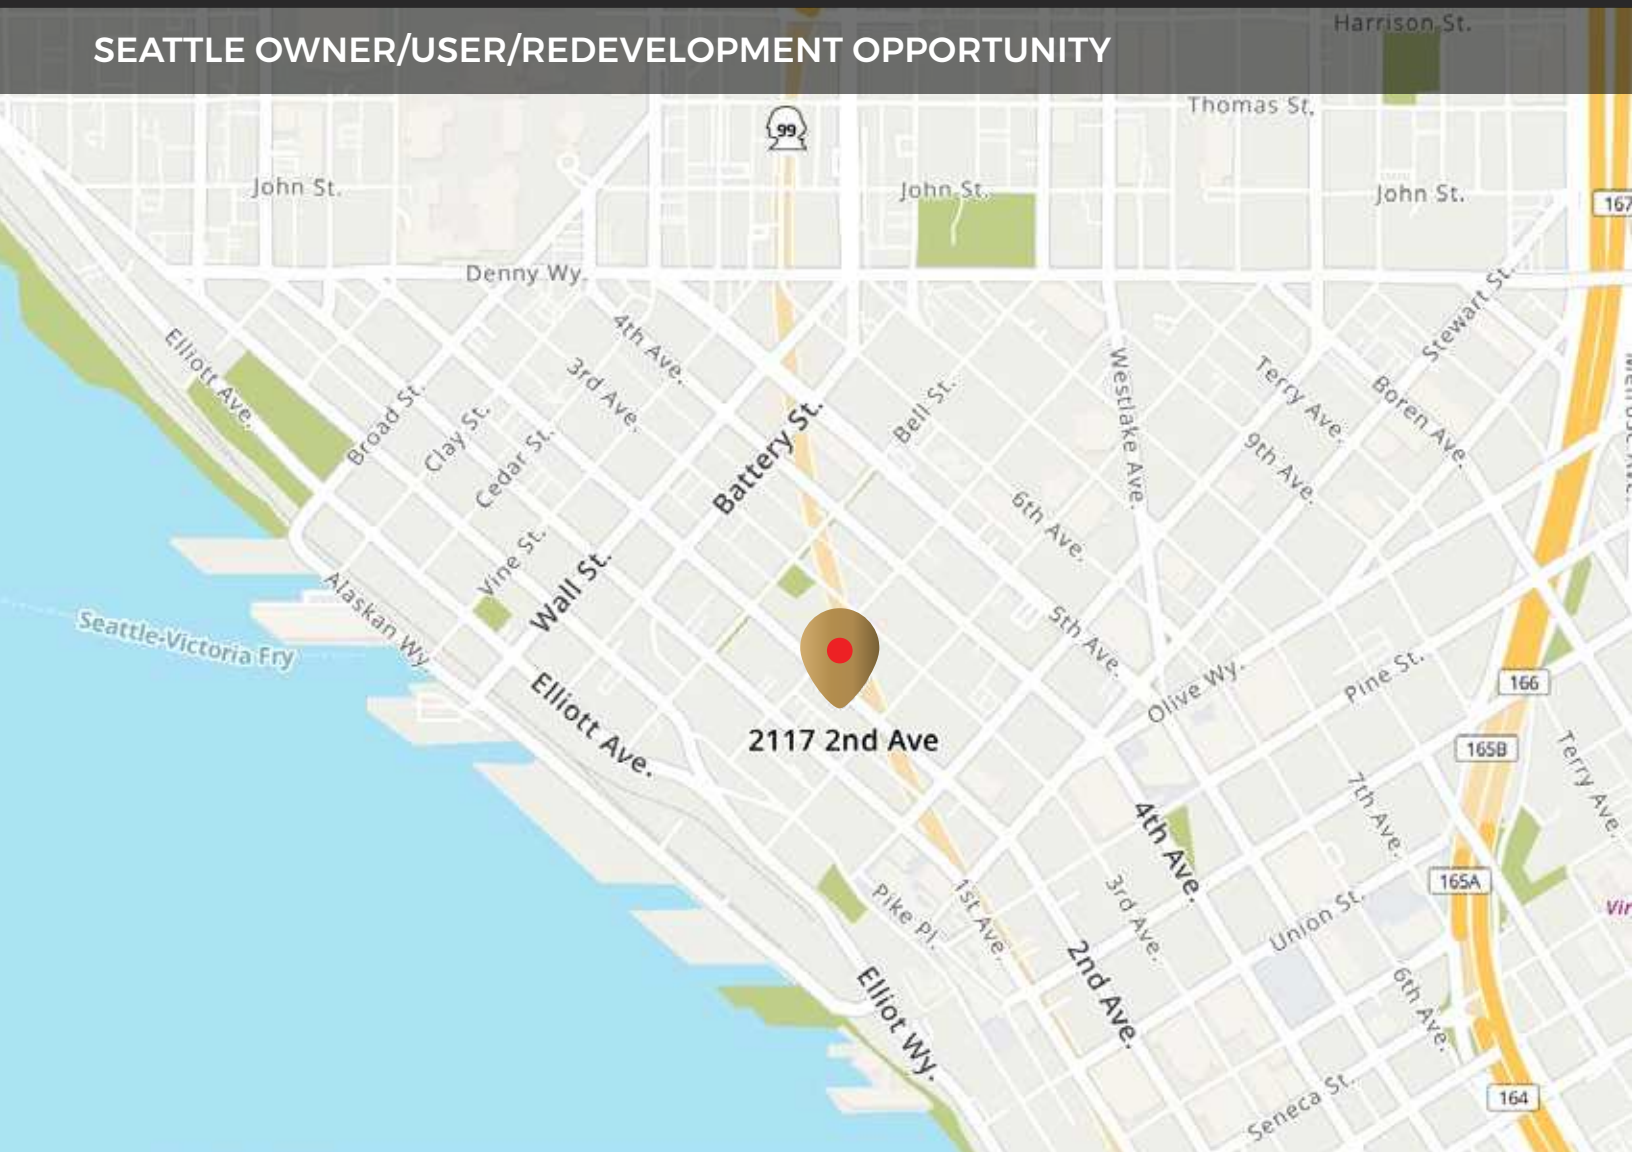 SEATTLE OWNER/USER/REDEVELOPMENT OPPORTUNITY
Harrison St.
Thomas St.
99
John St.
John St.
John St.
167
Denny Wy.
Stewart St.
4th Ave.
Elliott Ave.
3rd Ave.
Westlake Ave.
Terry Ave.
Boren Ave.
Broad St.
Clay St.
Cedar St.
Battery St.
Bell St.
9th Ave.
6th Ave.
Vine St.
Wall St.
Alaskan Wy.
Seattle-Victoria Fry
5th Ave.
Olive Wy.
Pine St.
166
Elliott Ave.
2117 2nd Ave
165B
Terry Ave.
7th Ave.
4th Ave.
165A
Pike Pl.
1st Ave.
3rd Ave.
Union St.
Vir
2nd Ave.
Elliot Wy.
6th Ave.
Seneca St.
164